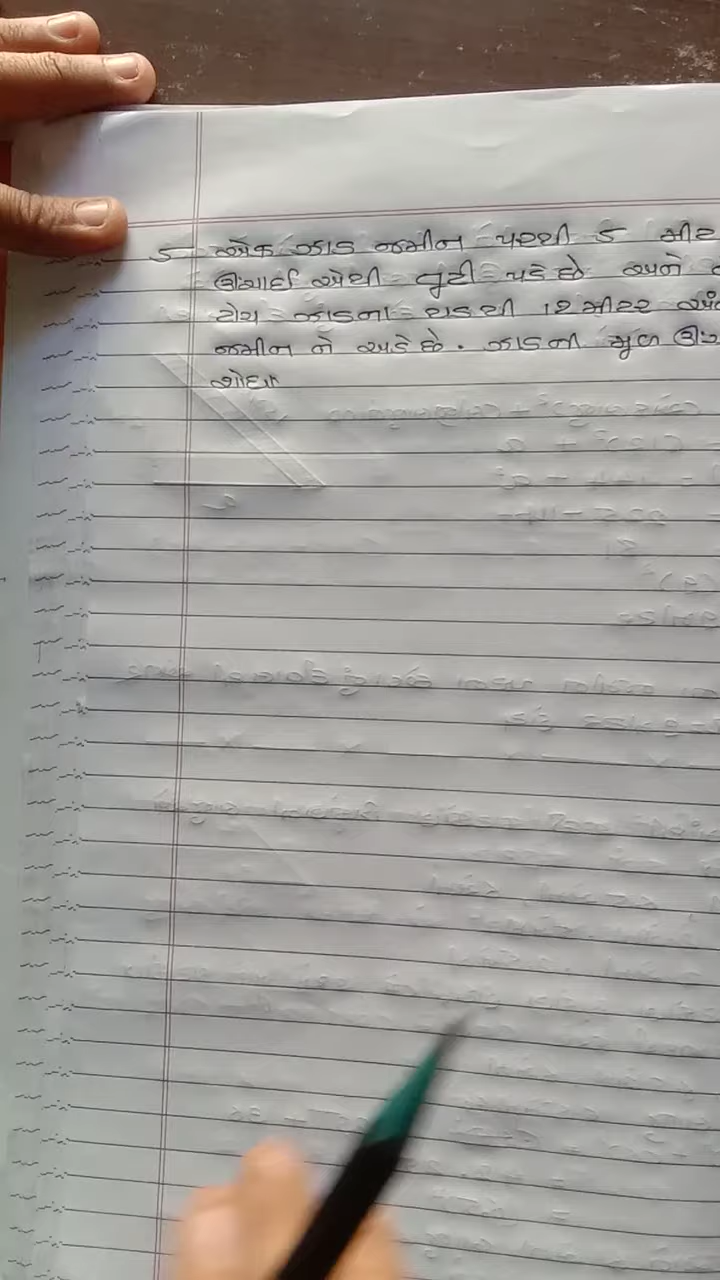 5 એક ઝાડ જમીન પરથી 5 મીટ
ઊંચાઈ એથી તૂટી પડે છે અને
ટોચ ઝાડના થડથી 12 મીટર
જમીન ને અડે છે. ઝાડની મુળ ઊં
શોધા